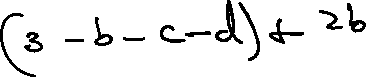 (3 - b - c - d) + 2b